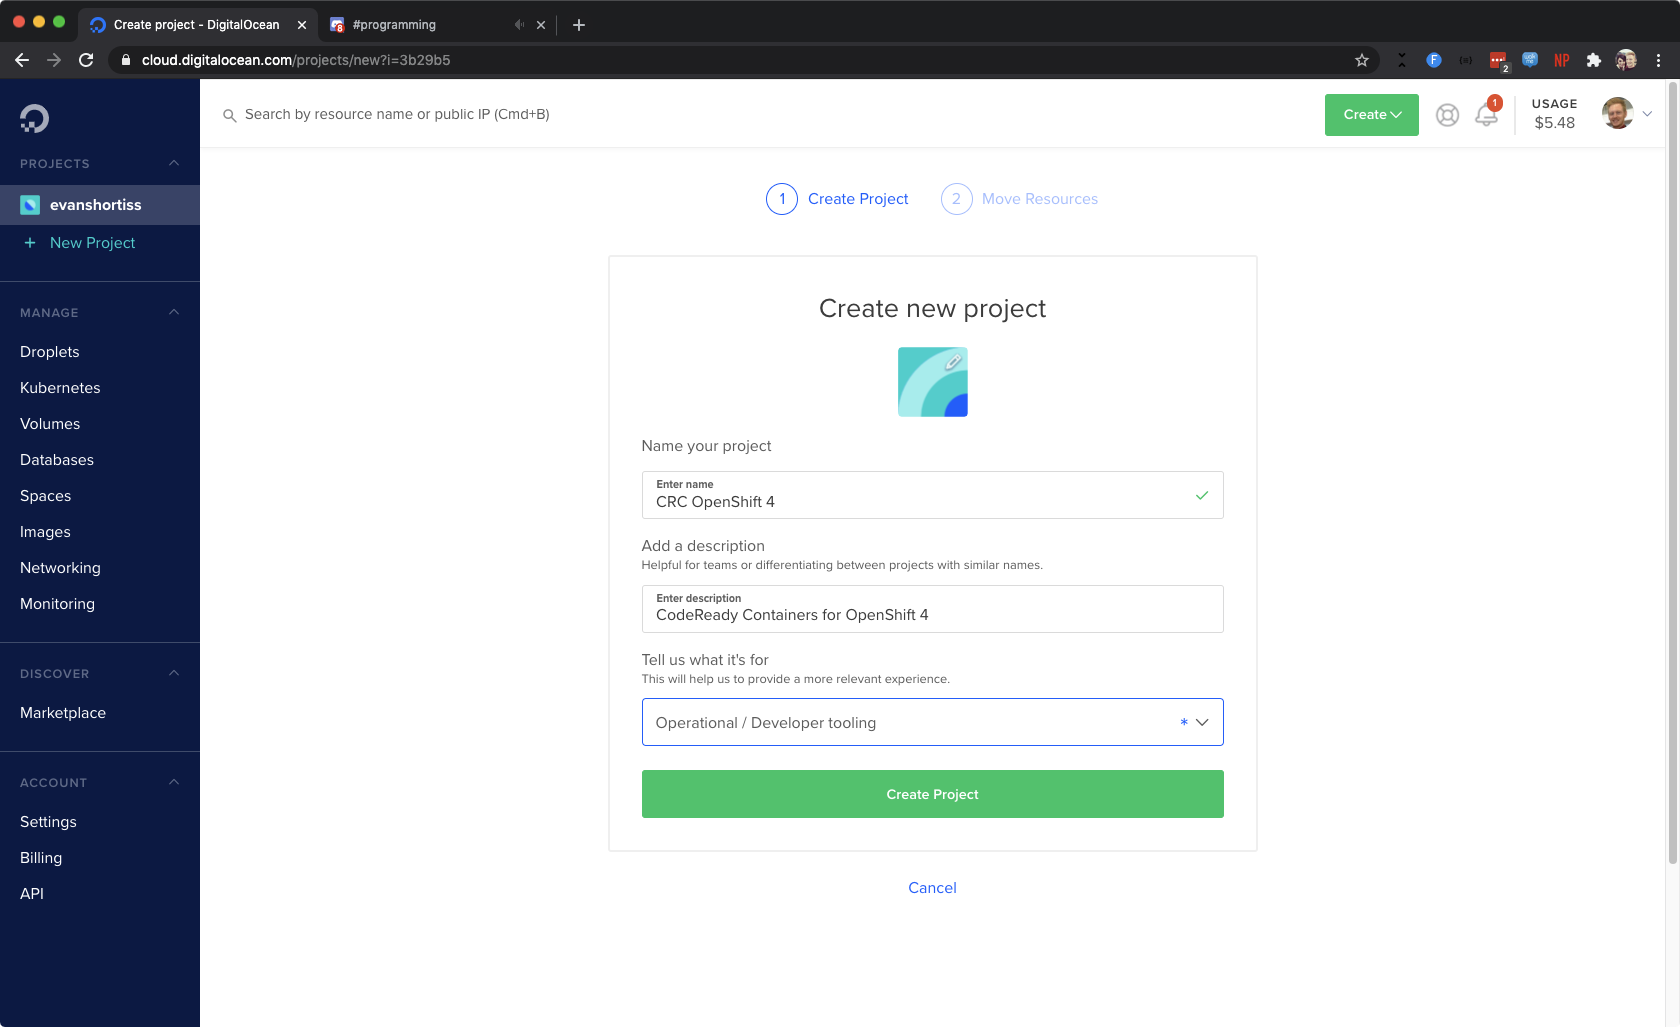 Create project - DigitalOcean
#programming
cloud.digitalocean.com/projects/new?i=3b29b5
F
2
NP
Search by resource name or public IP (Cmd+B)
Create
1
USAGE
$5.48
PROJECTS
evanshortiss
+ New Project
MANAGE
Droplets
Kubernetes
Volumes
Databases
Spaces
Images
Networking
Monitoring
DISCOVER
Marketplace
ACCOUNT
Settings
Billing
API
1 Create Project
2 Move Resources
Create new project
Name your project
Enter name
CRC OpenShift 4
Add a description
Helpful for teams or differentiating between projects with similar names.
Enter description
CodeReady Containers for OpenShift 4
Tell us what it's for
This will help us to provide a more relevant experience.
Operational / Developer tooling *
Create Project
Cancel